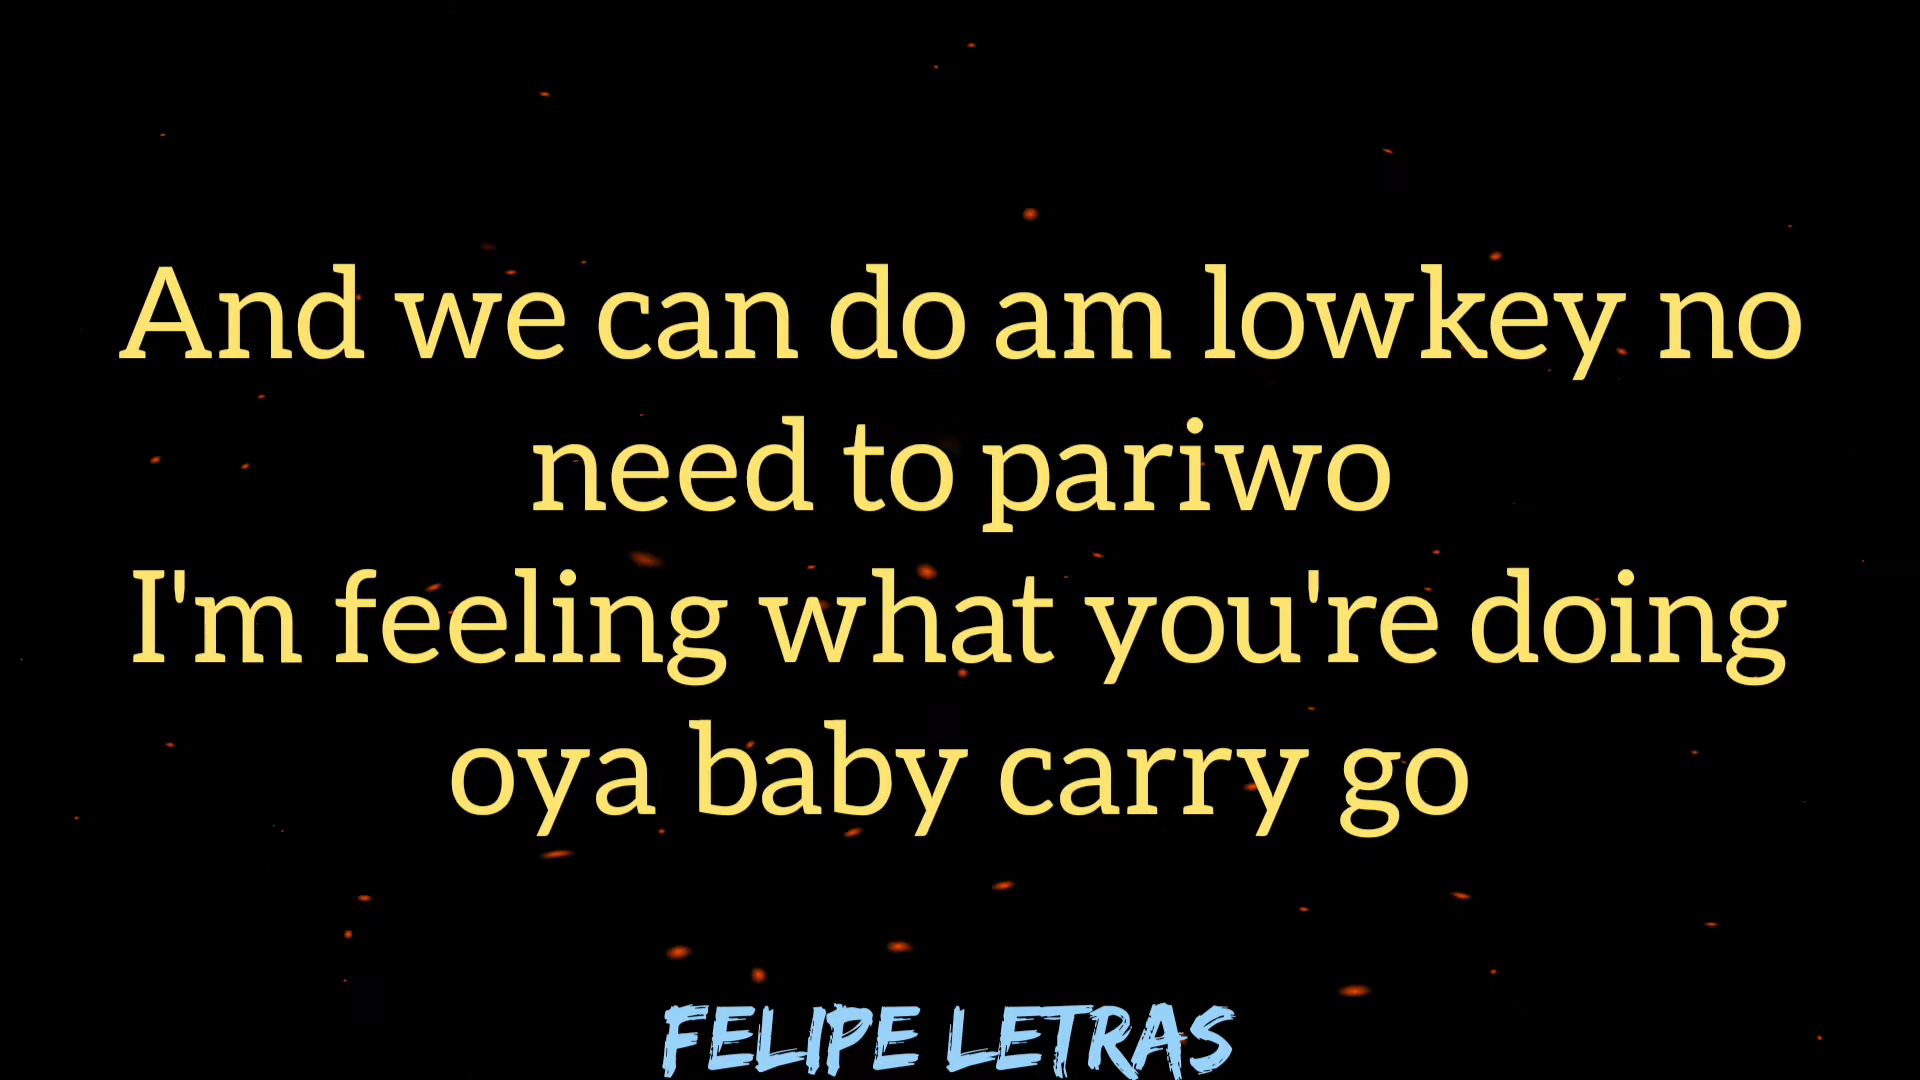 And we can do am lowkey no
need to pariwo
I'm feeling what you're doing
oya baby carry go
FELIPE LETRAS